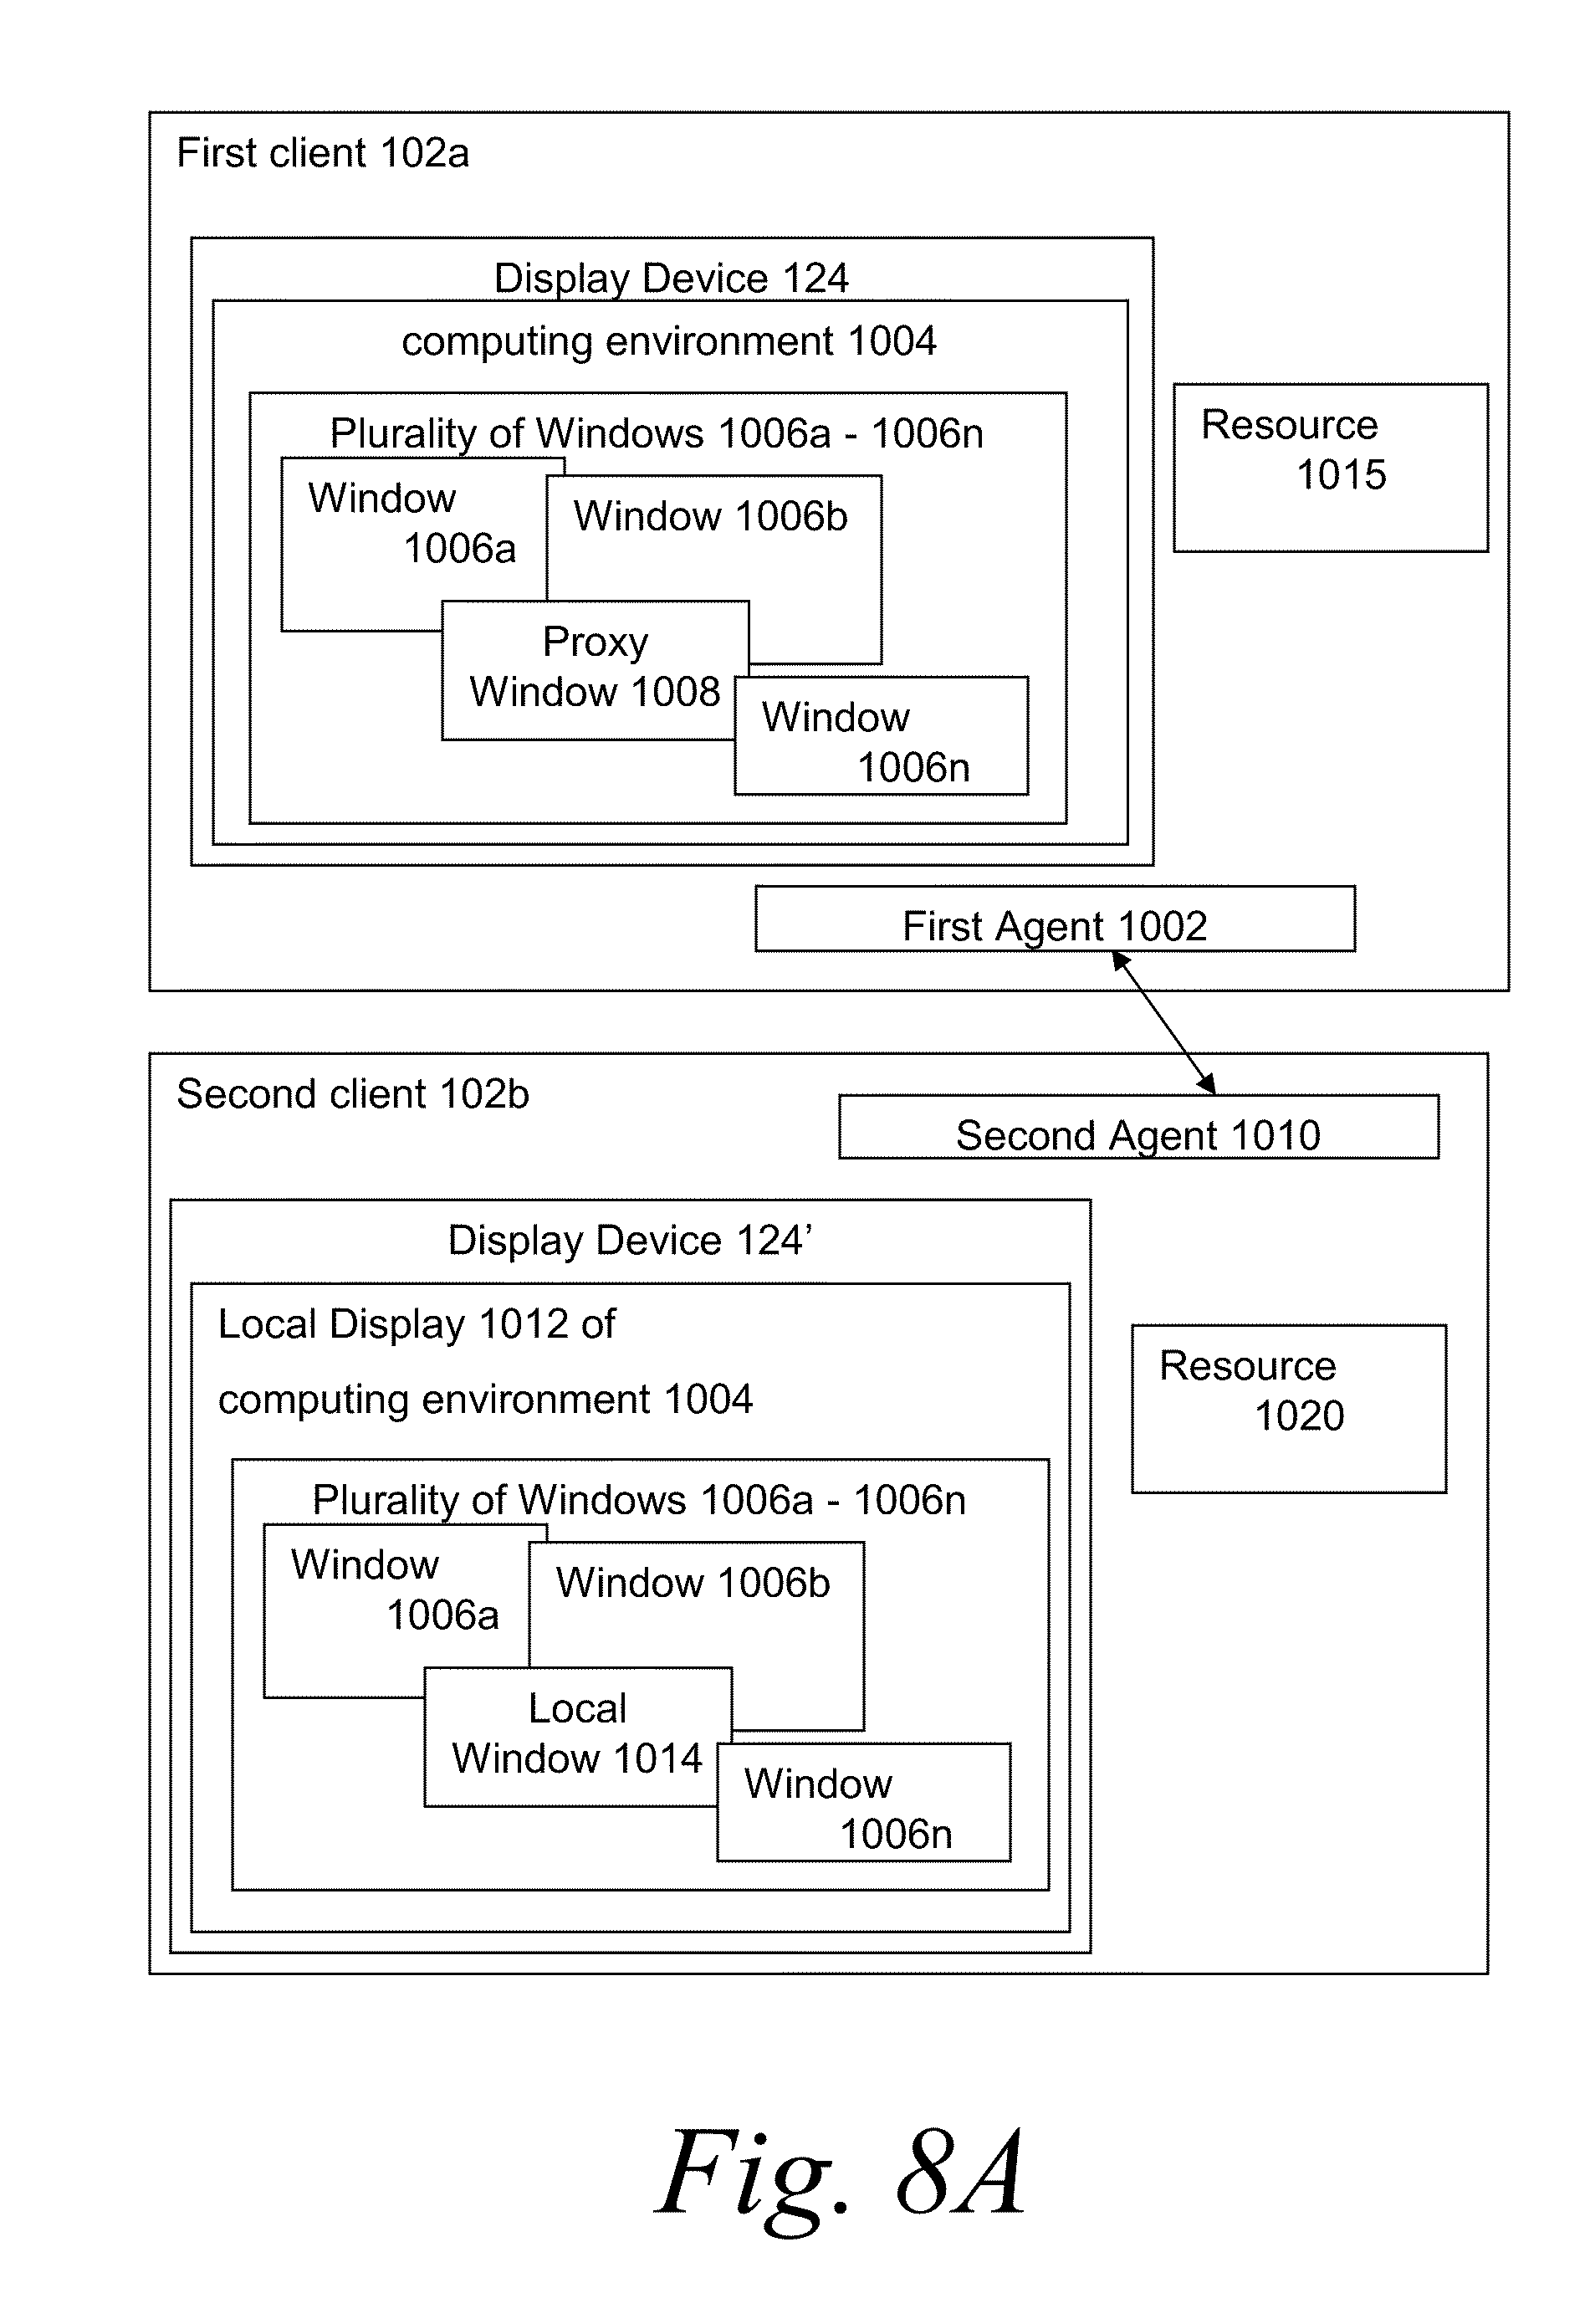 First client 102a
Display Device 124
computing environment 1004
Plurality of Windows 1006a - 1006n
Window
1006a
Window 1006b
Proxy
Window 1008
Window
1006n
Resource
1015
First Agent 1002
Second client 102b
Second Agent 1010
Display Device 124’
Local Display 1012 of
computing environment 1004
Plurality of Windows 1006a - 1006n
Window
1006a
Window 1006b
Local
Window 1014
Window
1006n
Resource
1020
Fig. 8A